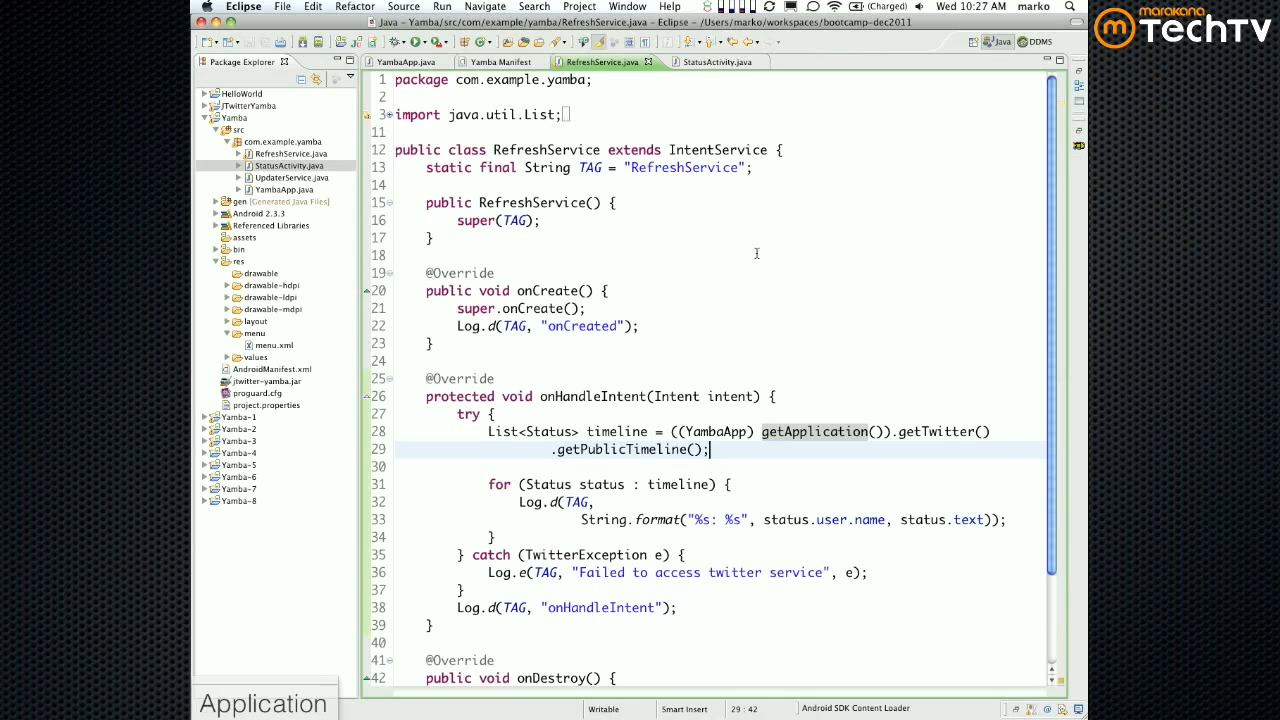 Eclipse File Edit Refactor Source Run Navigate Search Project Window Help (Charged) Wed 10:27 AM marko
Java - Yamba/src/com/example/yamba/RefreshService.java - Eclipse - /Users/marko/workspaces/bootcamp-dec2011
marakana
TechTV
Java DDMS
Package Explorer
YambaApp.java Yamba Manifest RefreshService.java StatusActivity.java
HelloWorld
JTwitterYamba
Yamba
src
com.example.yamba
RefreshService.java
StatusActivity.java
UpdaterService.java
YambaApp.java
gen [Generated Java Files]
Android 2.3.3
Referenced Libraries
assets
bin
res
drawable
drawable-hdpi
drawable-ldpi
drawable-mdpi
layout
menu
menu.xml
values
AndroidManifest.xml
jtwitter-yamba.jar
proguard.cfg
project.properties
Yamba-1
Yamba-2
Yamba-3
Yamba-4
Yamba-5
Yamba-6
Yamba-7
Yamba-8
1 package com.example.yamba;
2
3 import java.util.List;
11
12 public class RefreshService extends IntentService {
13 static final String TAG = "RefreshService";
14
15 public RefreshService() {
16 super(TAG);
17 }
18
19 @Override
20 public void onCreate() {
21 super.onCreate();
22 Log.d(TAG, "onCreated");
23 }
24
25 @Override
26 protected void onHandleIntent(Intent intent) {
27 try {
28 List<Status> timeline = ((YambaApp) getApplication()).getTwitter()
29 .getPublicTimeline();
30
31 for (Status status : timeline) {
32 Log.d(TAG,
33 String.format("%s: %s", status.user.name, status.text));
34 }
35 } catch (TwitterException e) {
36 Log.e(TAG, "Failed to access twitter service", e);
37 }
38 Log.d(TAG, "onHandleIntent");
39 }
40
41 @Override
42 public void onDestroy() {
Application
Writable Smart Insert 29 : 42 Android SDK Content Loader